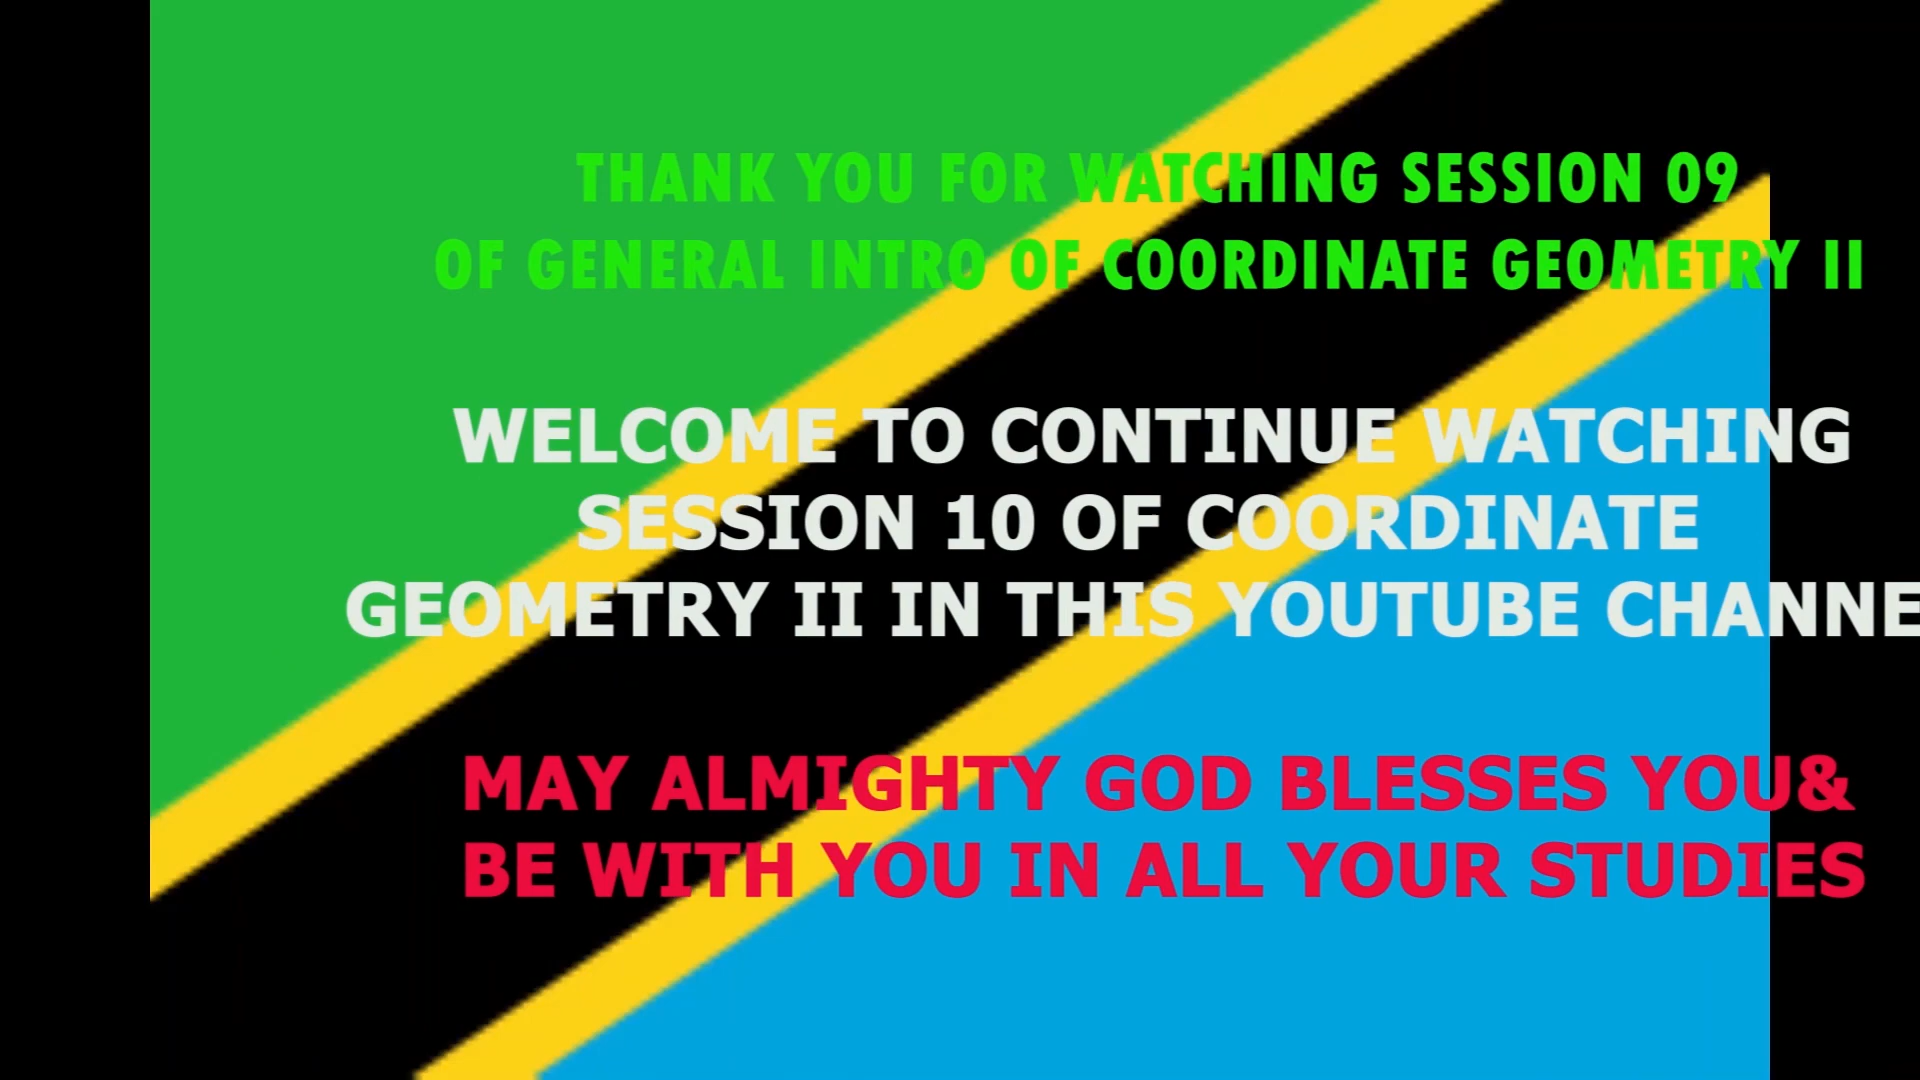 THANK YOU FOR WATCHING SESSION 09
OF GENERAL INTRO OF COORDINATE GEOMETRY II
WELCOME TO CONTINUE WATCHING
SESSION 10 OF COORDINATE
GEOMETRY II IN THIS YOUTUBE CHANNE
MAY ALMIGHTY GOD BLESSES YOU&
BE WITH YOU IN ALL YOUR STUDIES